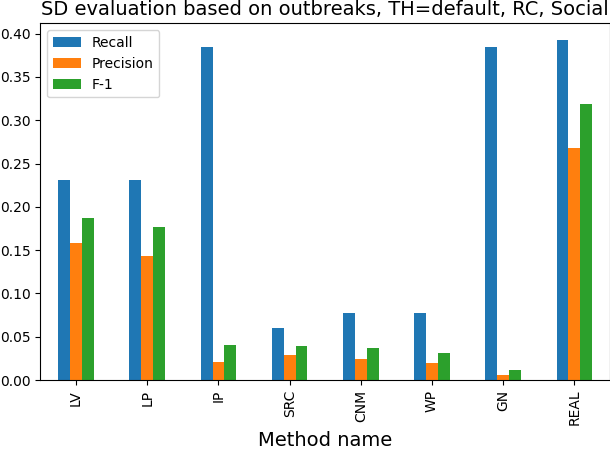 SD evaluation based on outbreaks, TH=default, RC, Social
Recall
Precision
F-1
0.40
0.35
0.30
0.25
0.20
0.15
0.10
0.05
0.00
LV
LP
IP
SRC
CNM
WP
GN
REAL
Method name